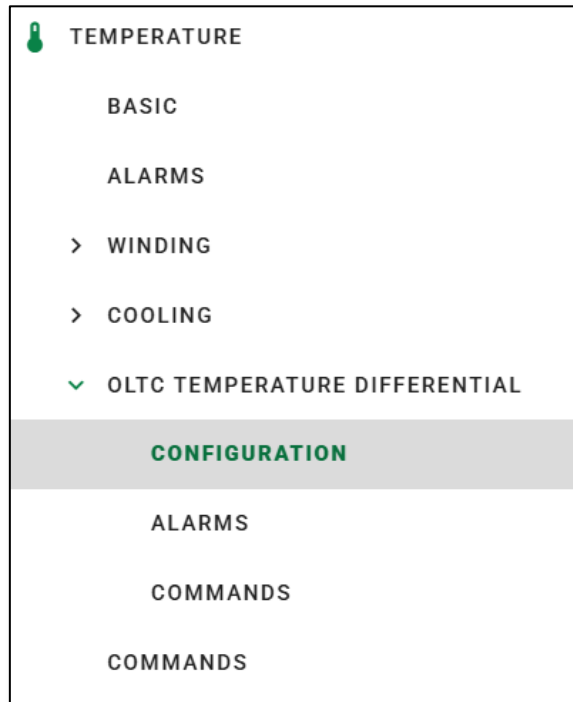 TEMPERATURE
BASIC
ALARMS
WINDING
COOLING
OLTC TEMPERATURE DIFFERENTIAL
CONFIGURATION
ALARMS
COMMANDS
COMMANDS